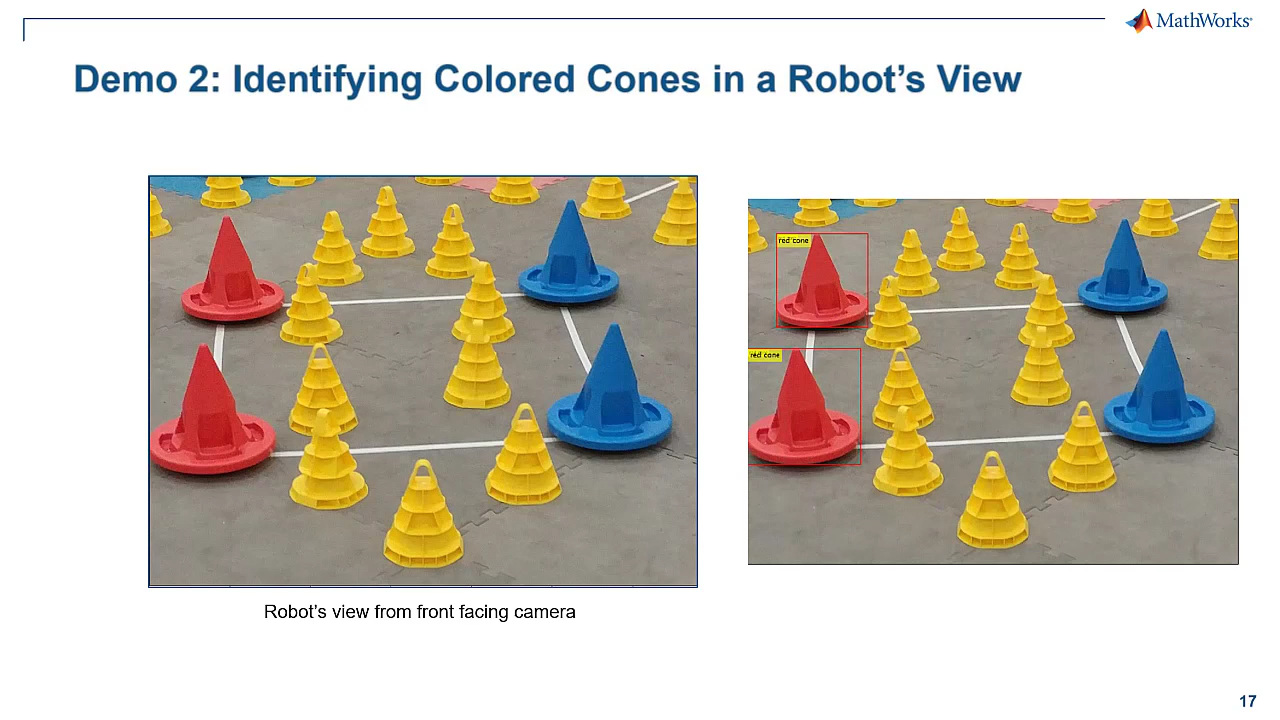 MathWorks®
Demo 2: Identifying Colored Cones in a Robot’s View
red cone
red cone
Robot’s view from front facing camera
17